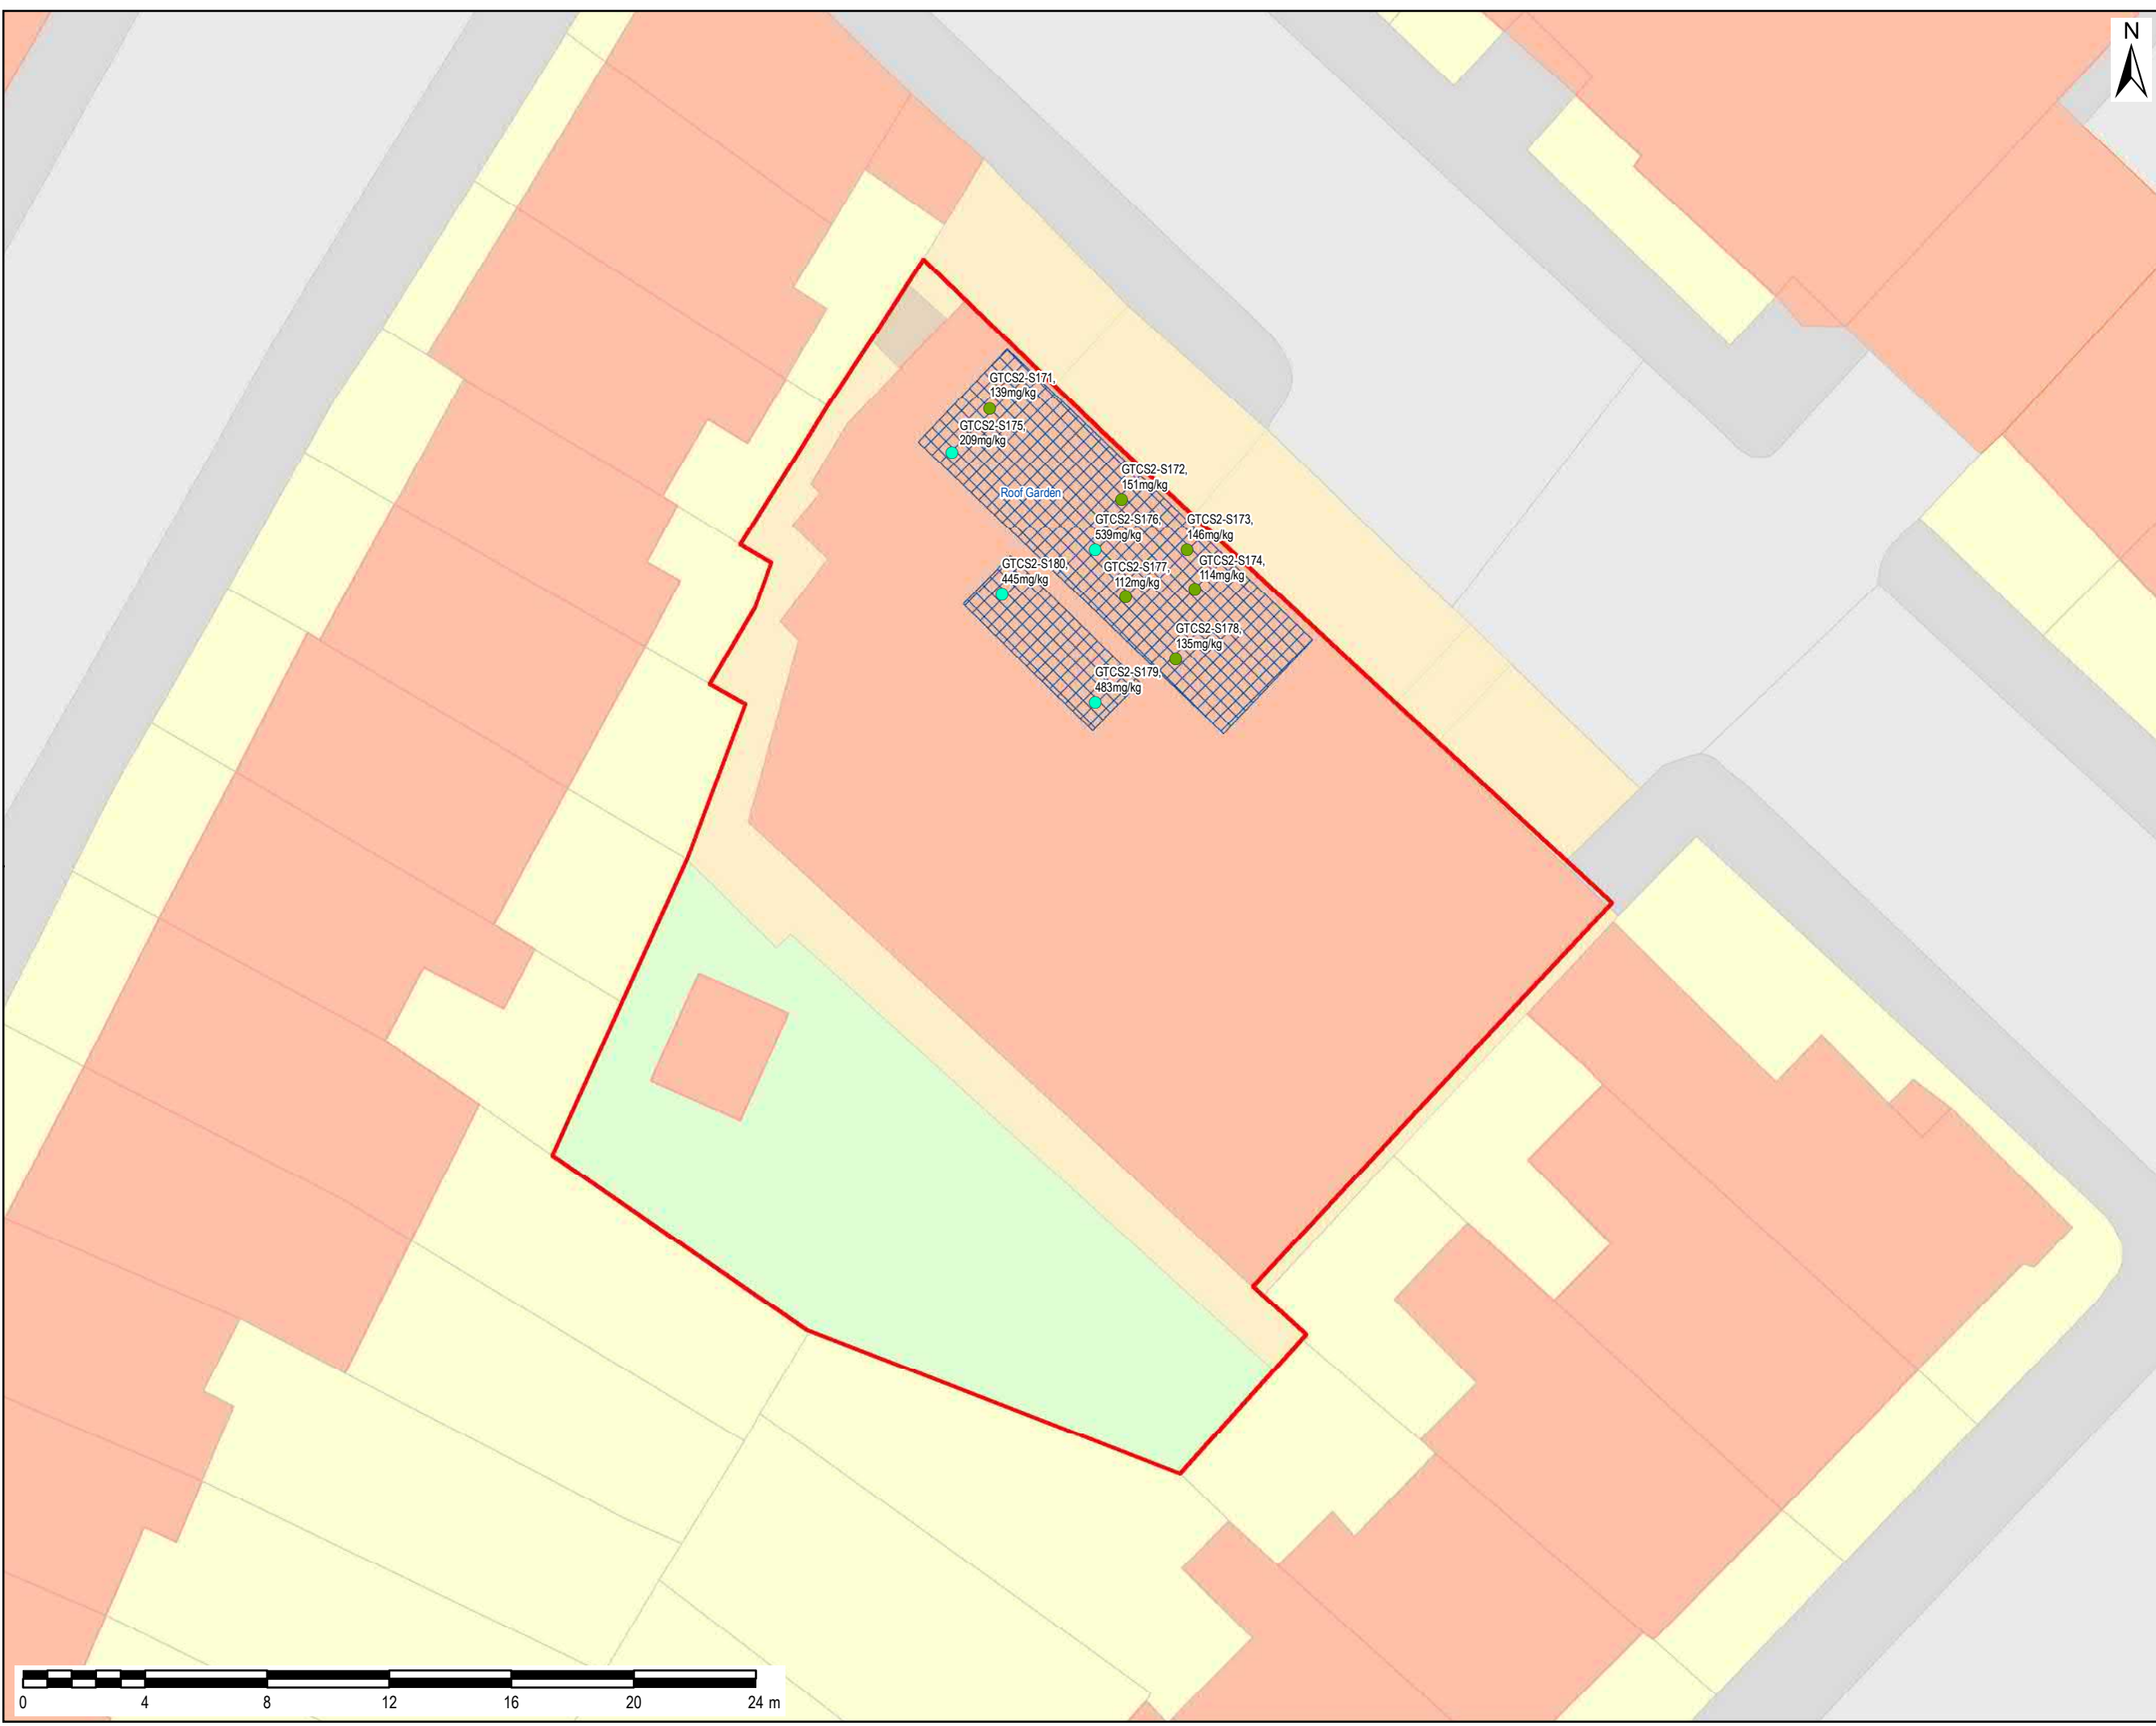 N
GTCS2-S171,
139mg/kg
GTCS2-S175,
209mg/kg
GTCS2-S172,
151mg/kg
Roof Garden
GTCS2-S176,
539mg/kg
GTCS2-S173,
146mg/kg
GTCS2-S180,
445mg/kg
GTCS2-S177,
112mg/kg
GTCS2-S174,
114mg/kg
GTCS2-S178,
135mg/kg
GTCS2-S179,
483mg/kg
0 4 8 12 16 20 24 m